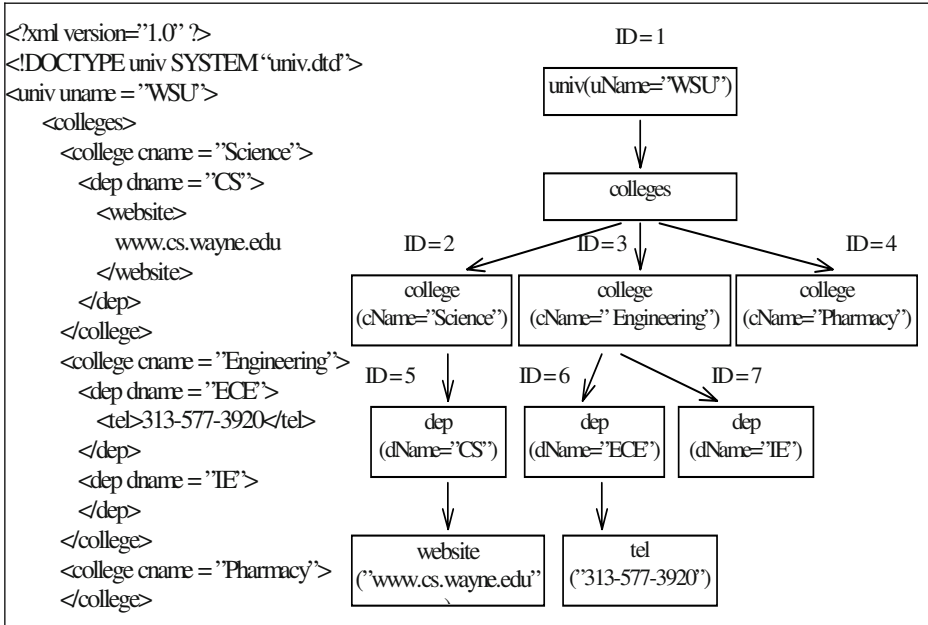 <?xml version=”1.0” ?>
<!DOCTYPE univ SYSTEM “univ.dtd”>
<univ uname = ”WSU”>
<colleges>
<college cname = ”Science”>
<dep dname = ”CS”>
<website>
www.cs.wayne.edu
</website>
</dep>
</college>
<college cname = ”Engineering”>
<dep dname = ”ECE”>
<tel>313-577-3920</tel>
</dep>
<dep dname = ”IE”>
</dep>
</college>
<college cname = ”Pharmacy”>
</college>
ID=1
univ(uName=”WSU”)
colleges
ID=2
ID=3
ID=4
college
(cName=”Science”)
college
(cName=” Engineering”)
college
(cName=”Pharmacy”)
ID=5
ID=6
ID=7
dep
(dName=”CS”)
dep
(dName=”ECE”)
dep
(dName=”IE”)
website
(”www.cs.wayne.edu”
)
tel
(”313-577-3920”)